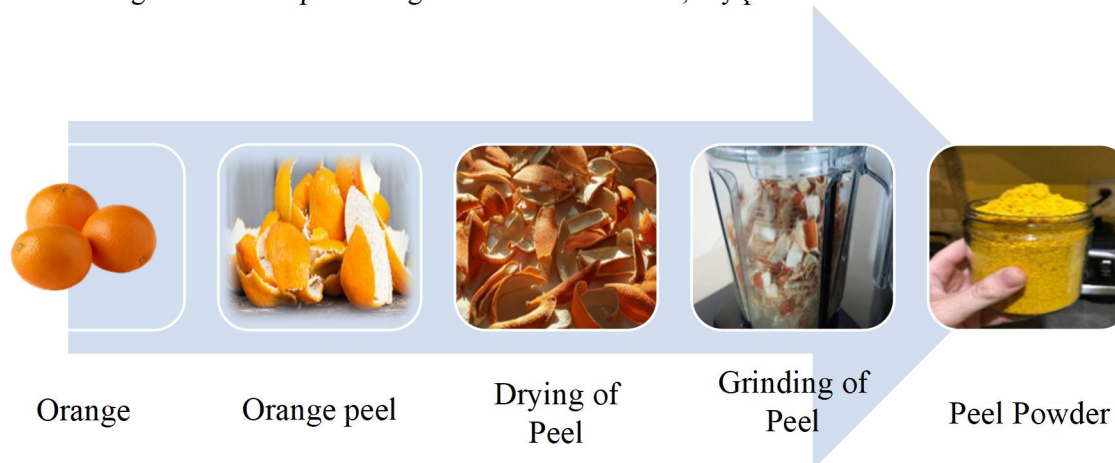 Orange
Orange peel
Drying of
Peel
Grinding of
Peel
Peel Powder